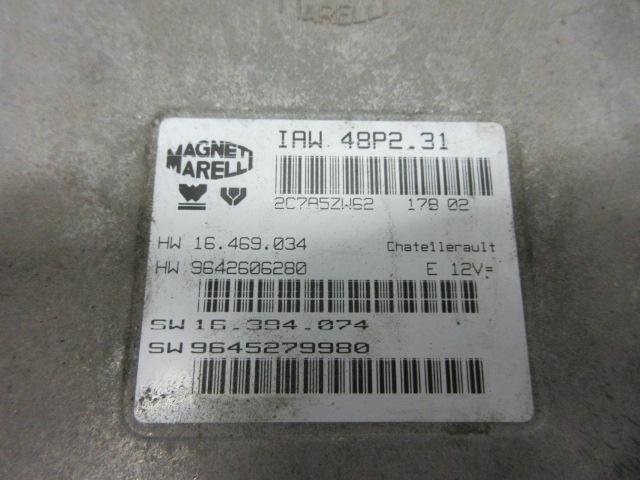 MARELLI
MAGNETI
MARELLI
IAW 48P2.31
2C7A5ZW62 178 02
HW 16.469.034 Chatellerault
HW 9642606280 E 12V=
SW 16.394.074
SW 9645279980